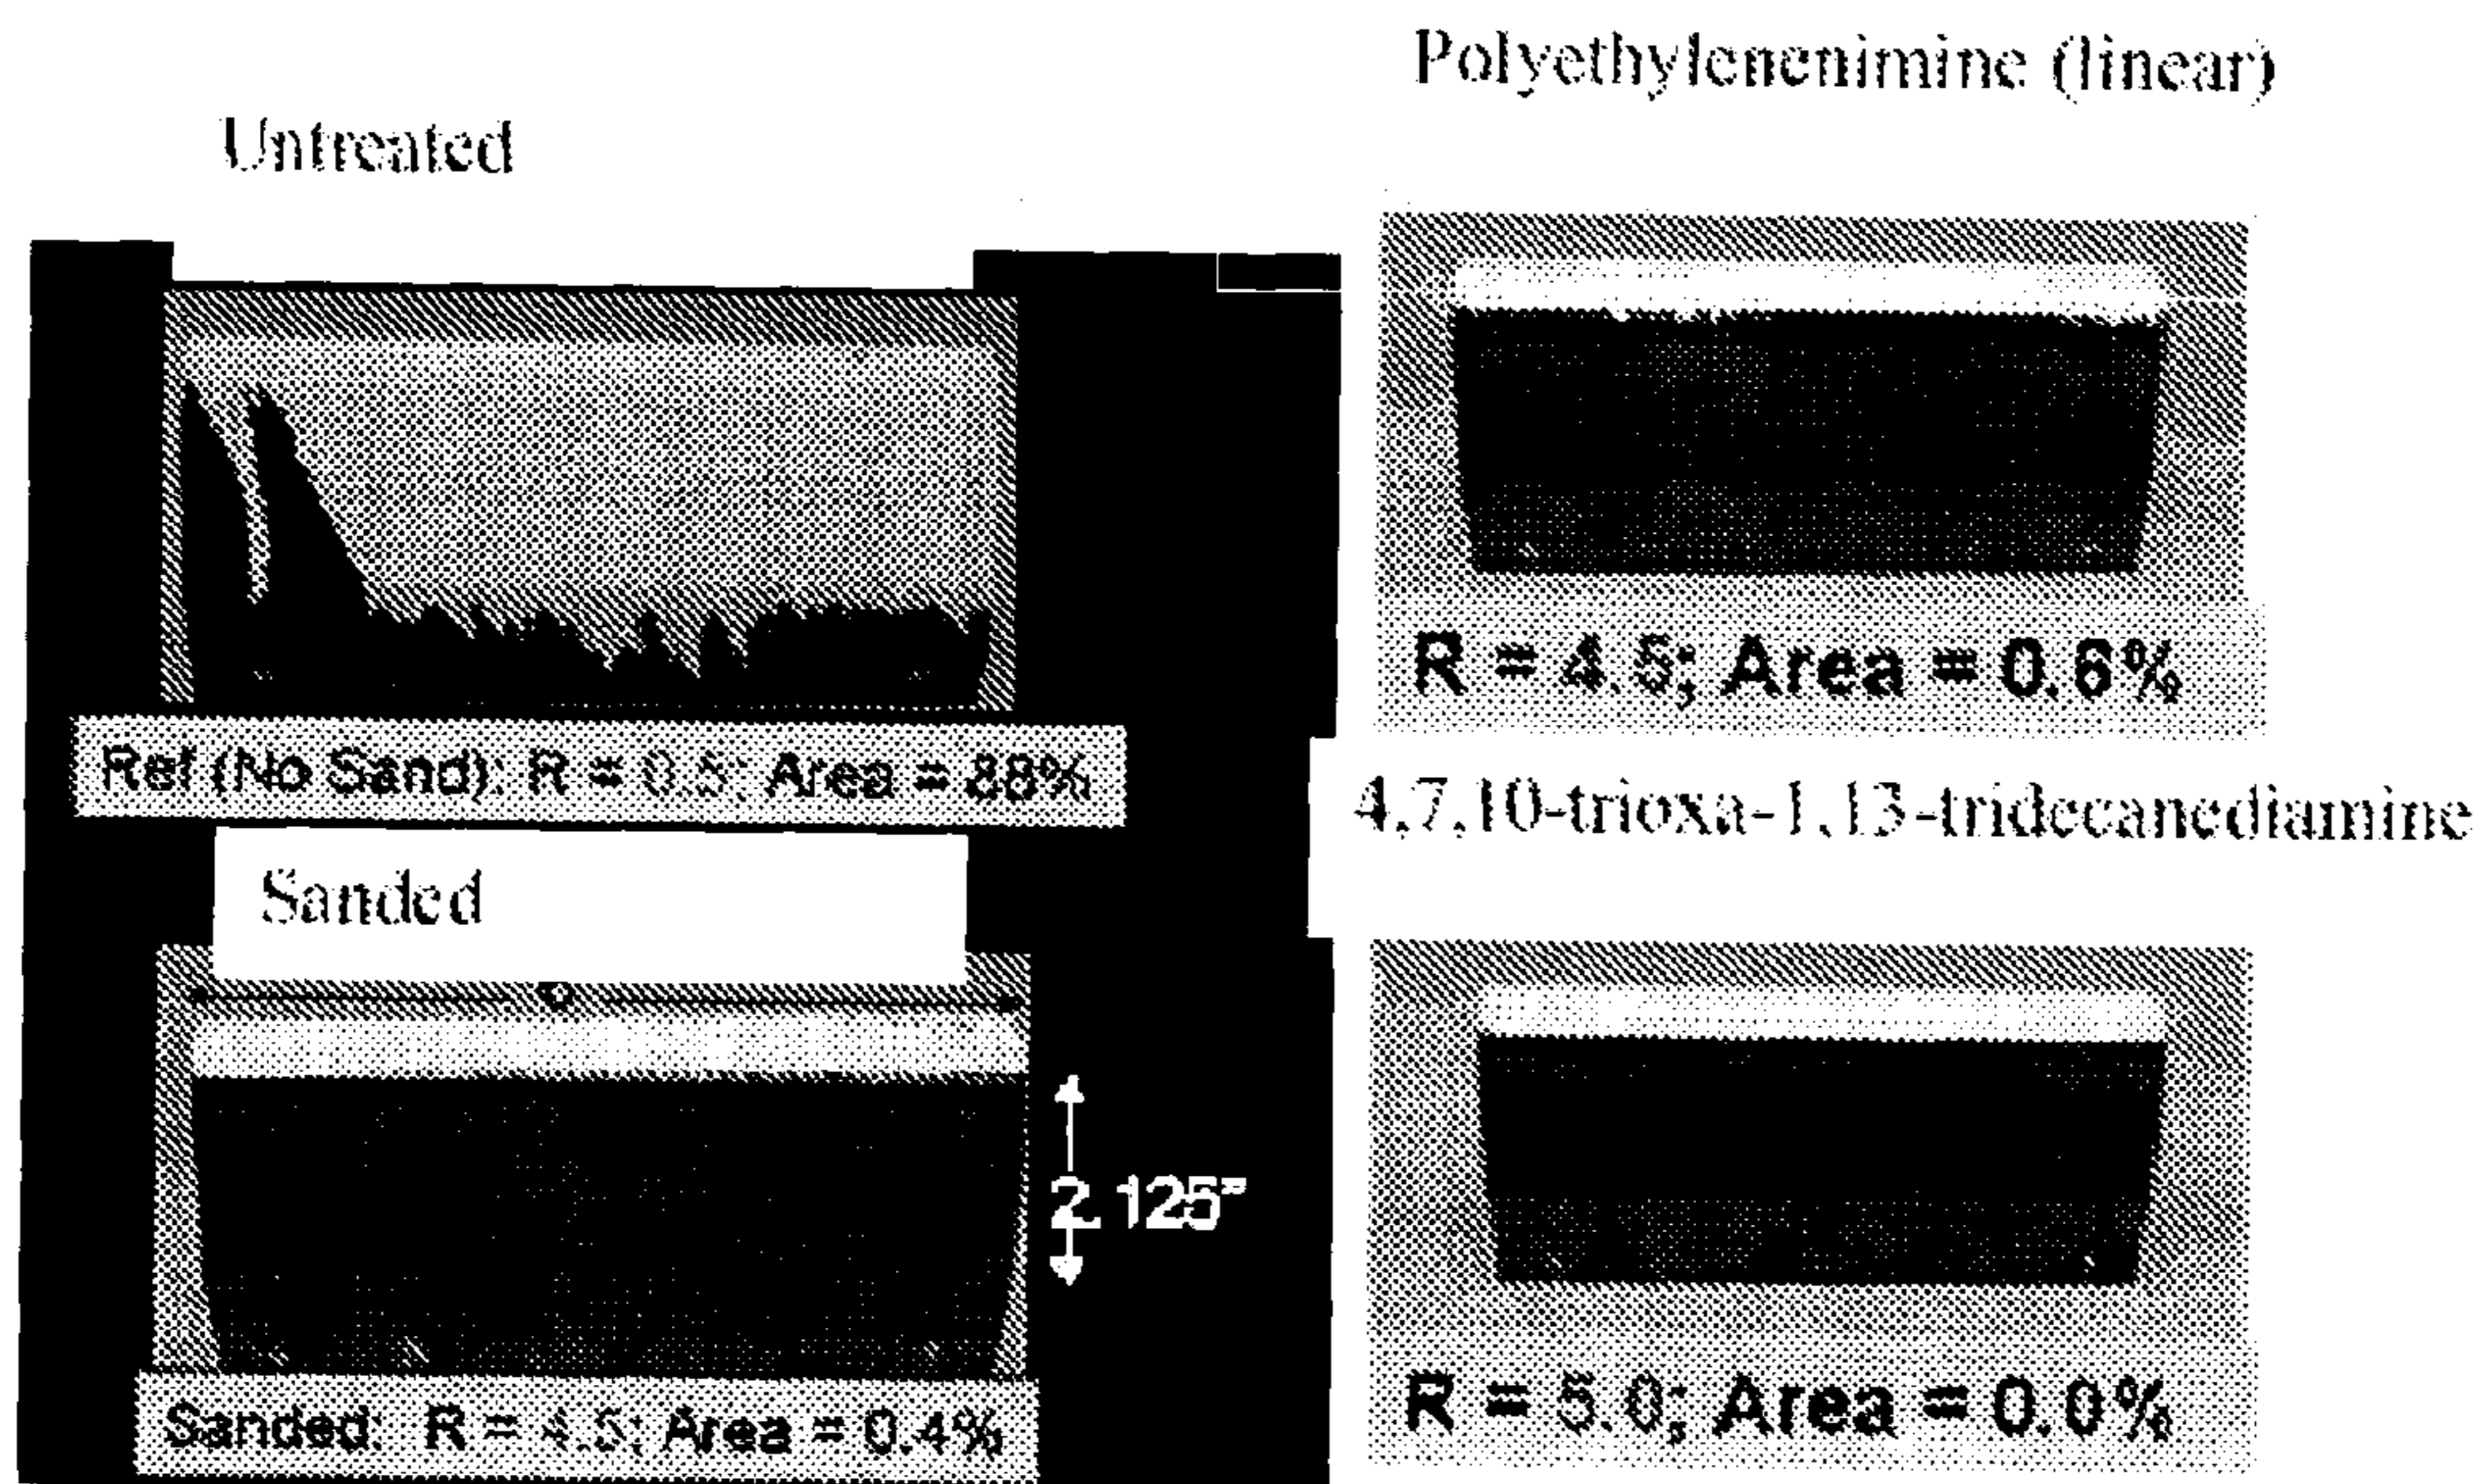 Untreated
Ref (No Sand): R = 0.5; Area = 88%
Sanded
2.125"
Sanded: R = 4.5; Area = 0.4%
Polyethylenenimine (linear)
R = 4.5; Area = 0.6%
4,7,10-trioxa-1,13-tridecanediamine
R = 5.0; Area = 0.0%